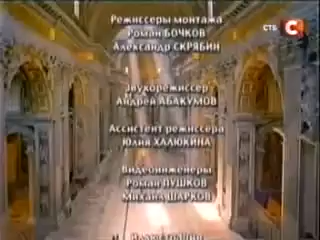 СТБ
Режиссеры монтажа
Роман БОЧКОВ
Александр СКРЯБИН
Звукорежиссер
Андрей АБАКУМОВ
Ассистент режиссера
Юлия ХАЛЮКИНА
Видеоинженеры
Роман ПУШКОВ
Михаил ШАРКОВ